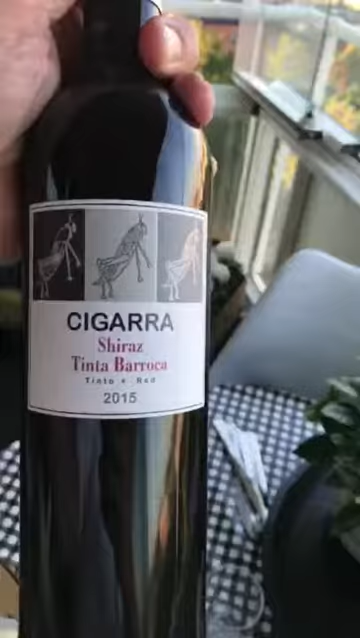 CIGARRA
Shiraz
Tinta Barroca
Tinto • Red
2015